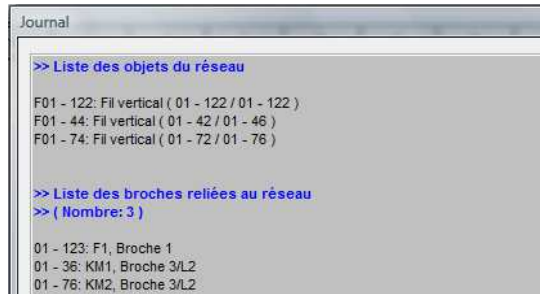 Journal
>> Liste des objets du réseau
F01 - 122: Fil vertical ( 01 - 122 / 01 - 122 )
F01 - 44: Fil vertical ( 01 - 42 / 01 - 46 )
F01 - 74: Fil vertical ( 01 - 72 / 01 - 76 )
>> Liste des broches reliées au réseau
>> ( Nombre: 3 )
01 - 123: F1, Broche 1
01 - 36: KM1, Broche 3/L2
01 - 76: KM2, Broche 3/L2